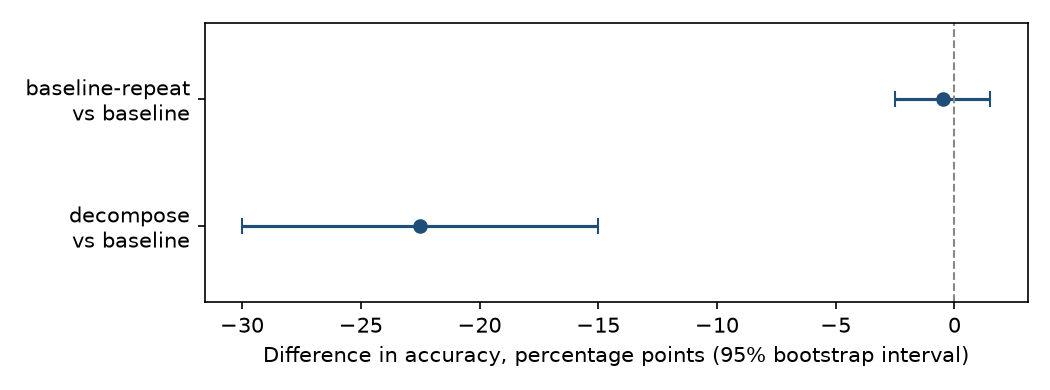 baseline-repeat
vs baseline
decompose
vs baseline
−30 −25 −20 −15 −10 −5 0
Difference in accuracy, percentage points (95% bootstrap interval)